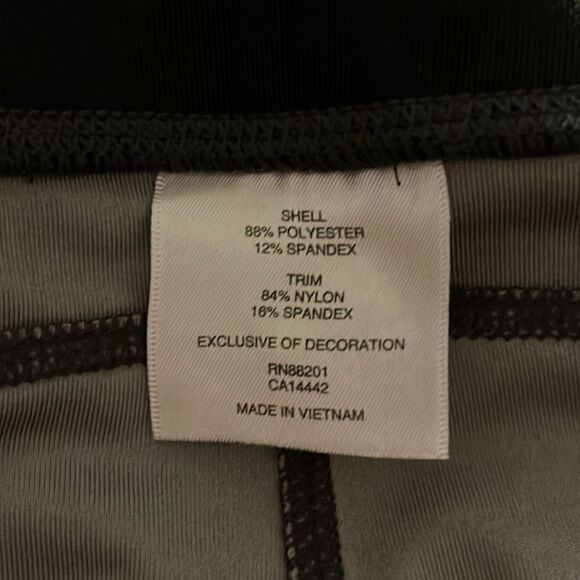 SHELL
88% POLYESTER
12% SPANDEX
TRIM
84% NYLON
16% SPANDEX
EXCLUSIVE OF DECORATION
RN88201
CA14442
MADE IN VIETNAM